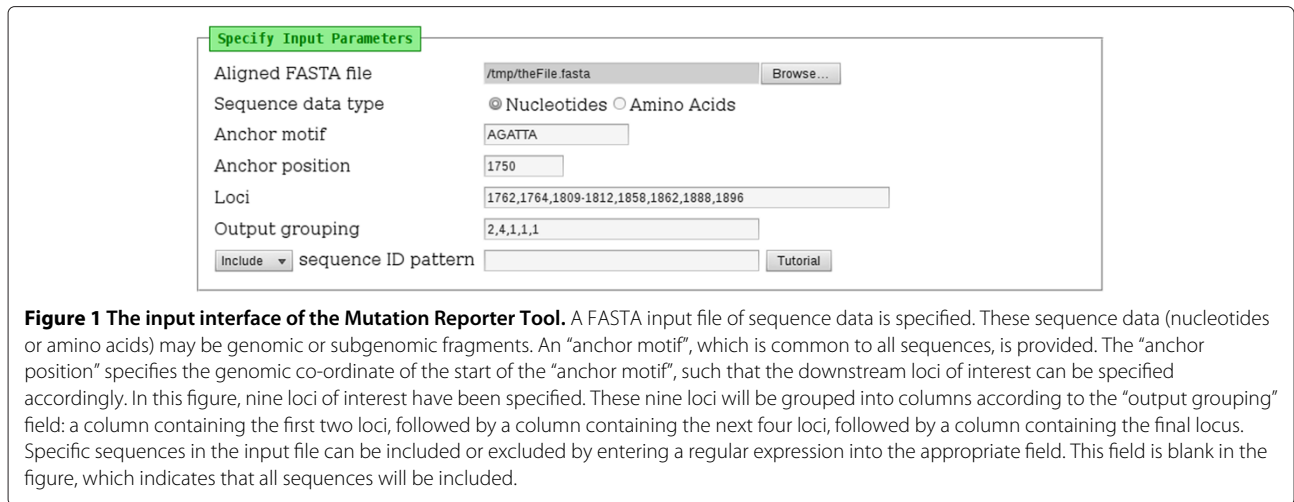 Specify Input Parameters
Aligned FASTA file /tmp/theFile.fasta Browse...
Sequence data type Nucleotides Amino Acids
Anchor motif AGATTA
Anchor position 1750
Loci 1762,1764,1809-1812,1858,1862,1888,1896
Output grouping 2,4,1,1,1
Include sequence ID pattern Tutorial
Figure 1 The input interface of the Mutation Reporter Tool. A FASTA input file of sequence data is specified. These sequence data (nucleotides
or amino acids) may be genomic or subgenomic fragments. An “anchor motif”, which is common to all sequences, is provided. The “anchor
position” specifies the genomic co-ordinate of the start of the “anchor motif”, such that the downstream loci of interest can be specified
accordingly. In this figure, nine loci of interest have been specified. These nine loci will be grouped into columns according to the “output grouping”
field: a column containing the first two loci, followed by a column containing the next four loci, followed by a column containing the final locus.
Specific sequences in the input file can be included or excluded by entering a regular expression into the appropriate field. This field is blank in the
figure, which indicates that all sequences will be included.